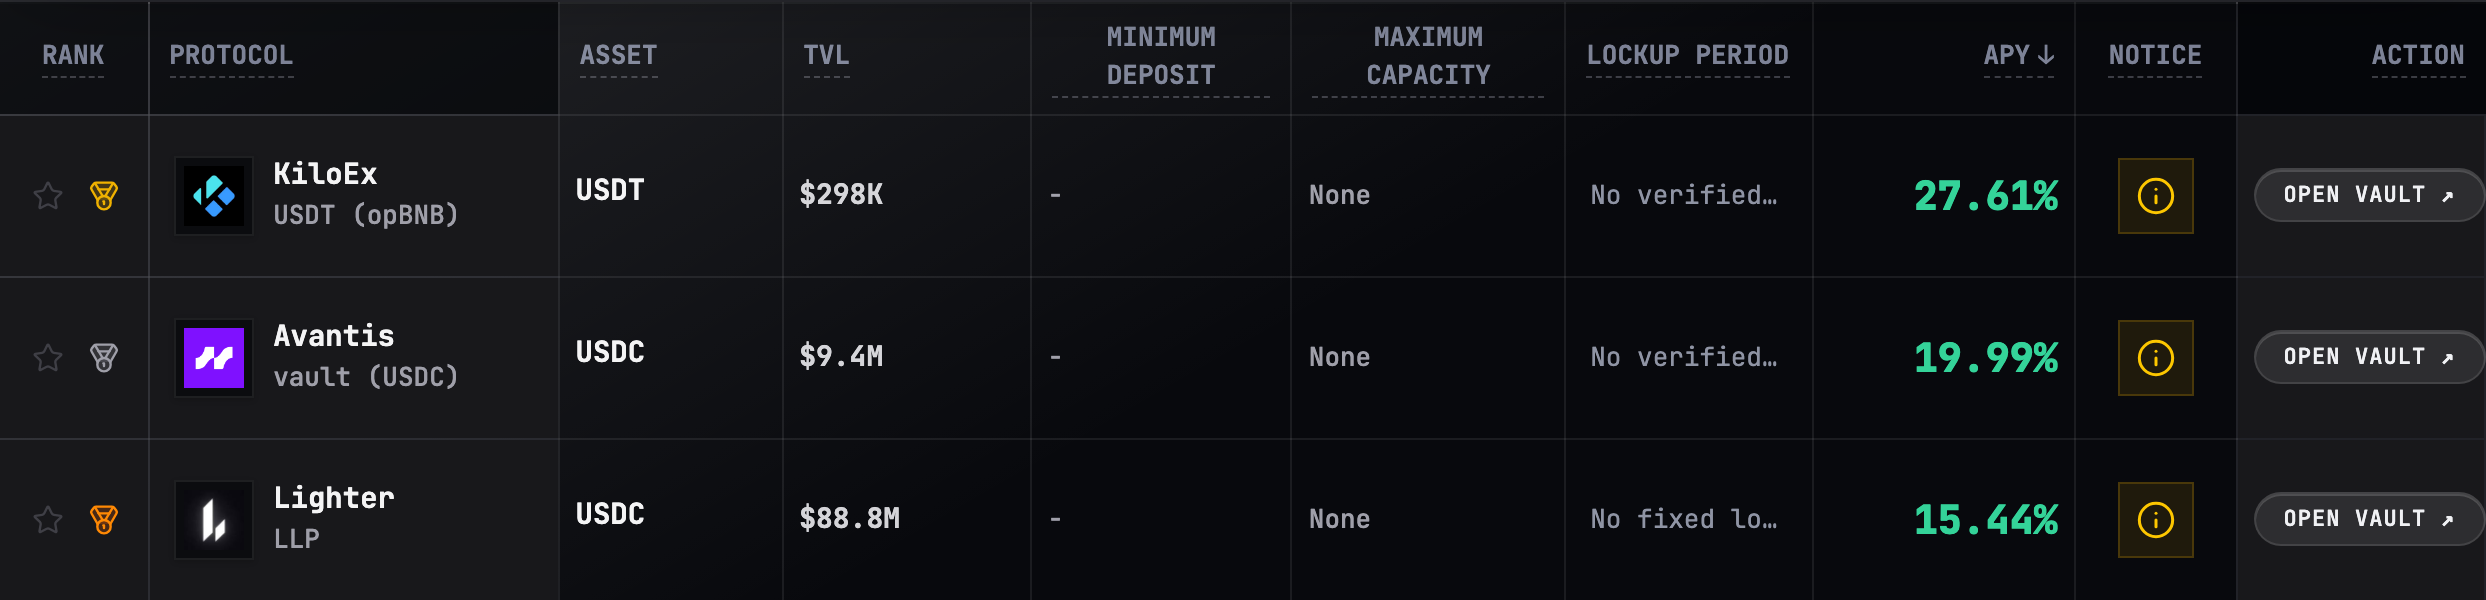 RANK PROTOCOL ASSET TVL MINIMUM DEPOSIT MAXIMUM CAPACITY LOCKUP PERIOD APY↓ NOTICE ACTION
KiloEx
USDT (opBNB)
USDT $298K - None No verified… 27.61% OPEN VAULT ↗
Avantis
vault (USDC)
USDC $9.4M - None No verified… 19.99% OPEN VAULT ↗
Lighter
LLP
USDC $88.8M - None No fixed lo… 15.44% OPEN VAULT ↗